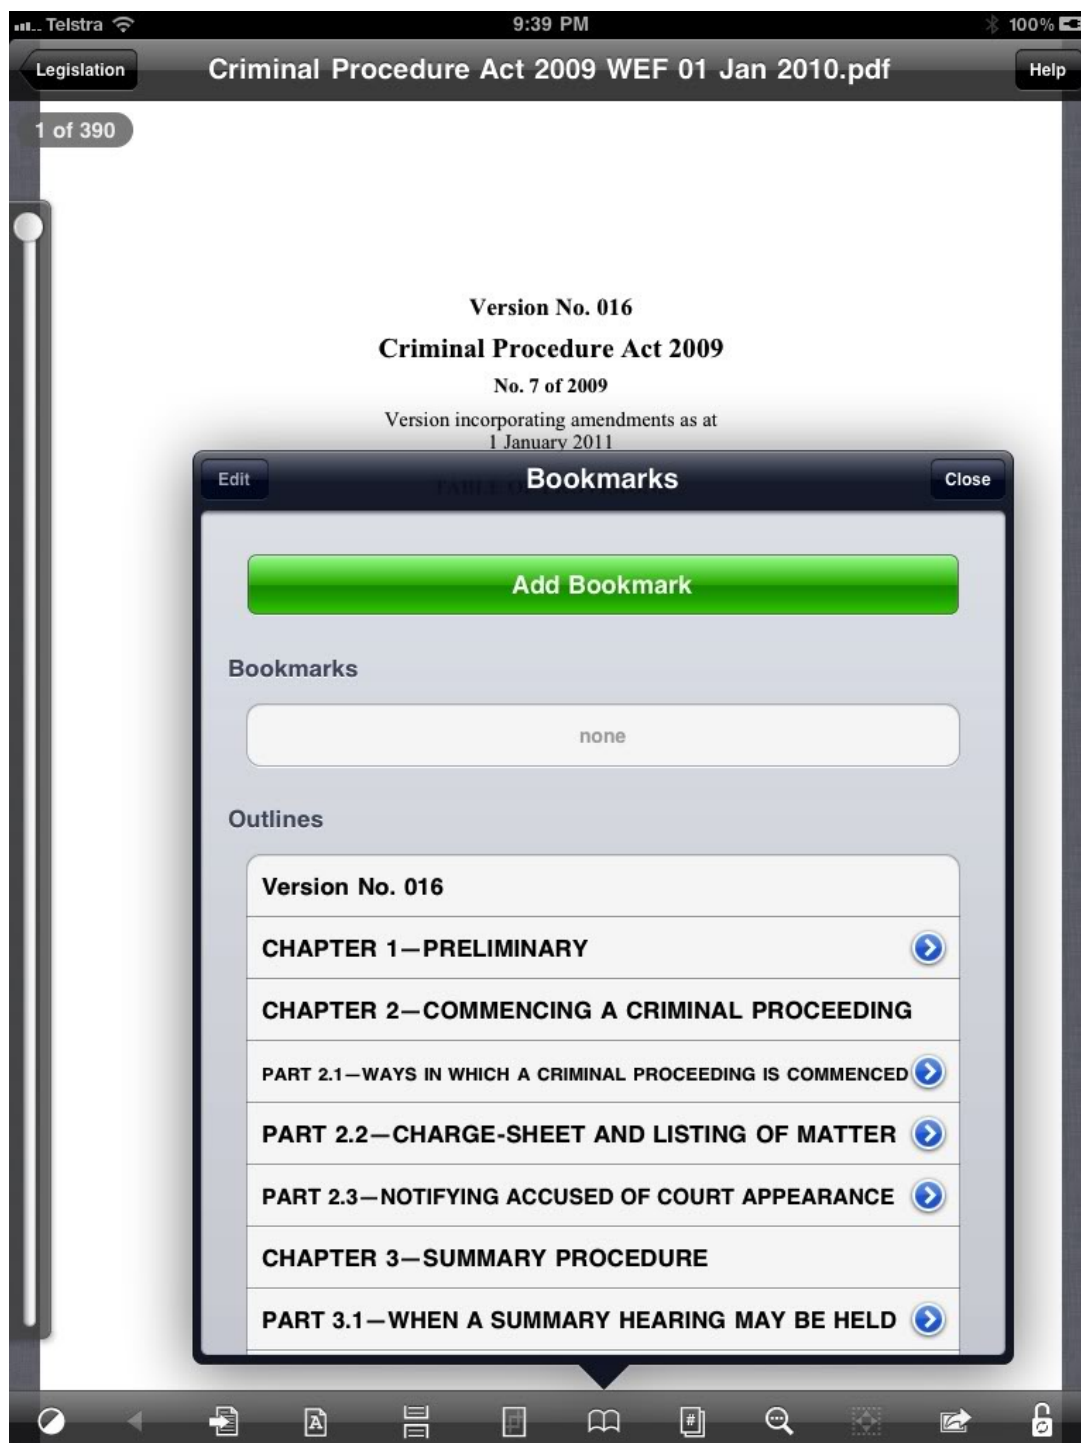 Telstra 9:39 PM 100%
Legislation Criminal Procedure Act 2009 WEF 01 Jan 2010.pdf Help
1 of 390
Version No. 016
Criminal Procedure Act 2009
No. 7 of 2009
Version incorporating amendments as at
1 January 2011
Edit Bookmarks Close
Add Bookmark
Bookmarks
none
Outlines
Version No. 016
CHAPTER 1—PRELIMINARY
CHAPTER 2—COMMENCING A CRIMINAL PROCEEDING
PART 2.1—WAYS IN WHICH A CRIMINAL PROCEEDING IS COMMENCED
PART 2.2—CHARGE-SHEET AND LISTING OF MATTER
PART 2.3—NOTIFYING ACCUSED OF COURT APPEARANCE
CHAPTER 3—SUMMARY PROCEDURE
PART 3.1—WHEN A SUMMARY HEARING MAY BE HELD
A #